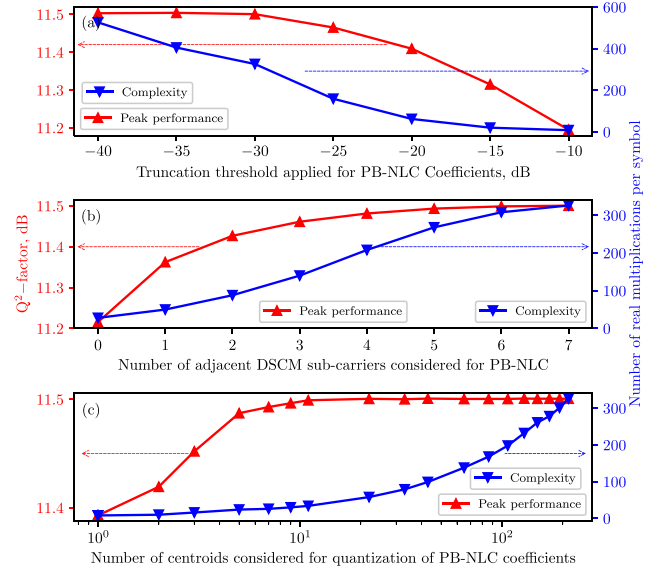 11.5
11.4
11.3
11.2
(a)
Complexity
Peak performance
600
400
200
0
−40 −35 −30 −25 −20 −15 −10
Truncation threshold applied for PB-NLC Coefficients, dB
11.5
11.4
11.3
11.2
(b)
Peak performance
Complexity
300
200
100
0
0 1 2 3 4 5 6 7
Number of adjacent DSCM sub-carriers considered for PB-NLC
Q²−factor, dB
Number of real multiplications per symbol
11.5
11.4
(c)
Complexity
Peak performance
300
200
100
0
10⁰ 10¹ 10²
Number of centroids considered for quantization of PB-NLC coefficients